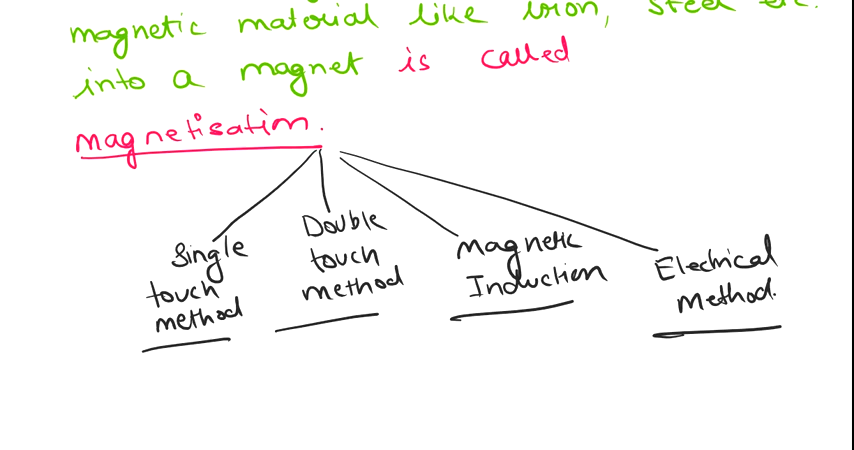 magnetic material like iron, steel etc.
into a magnet is called
magnetisation.
Single
touch
method
Double
touch
method
Magnetic
Induction
Electrical
Method.